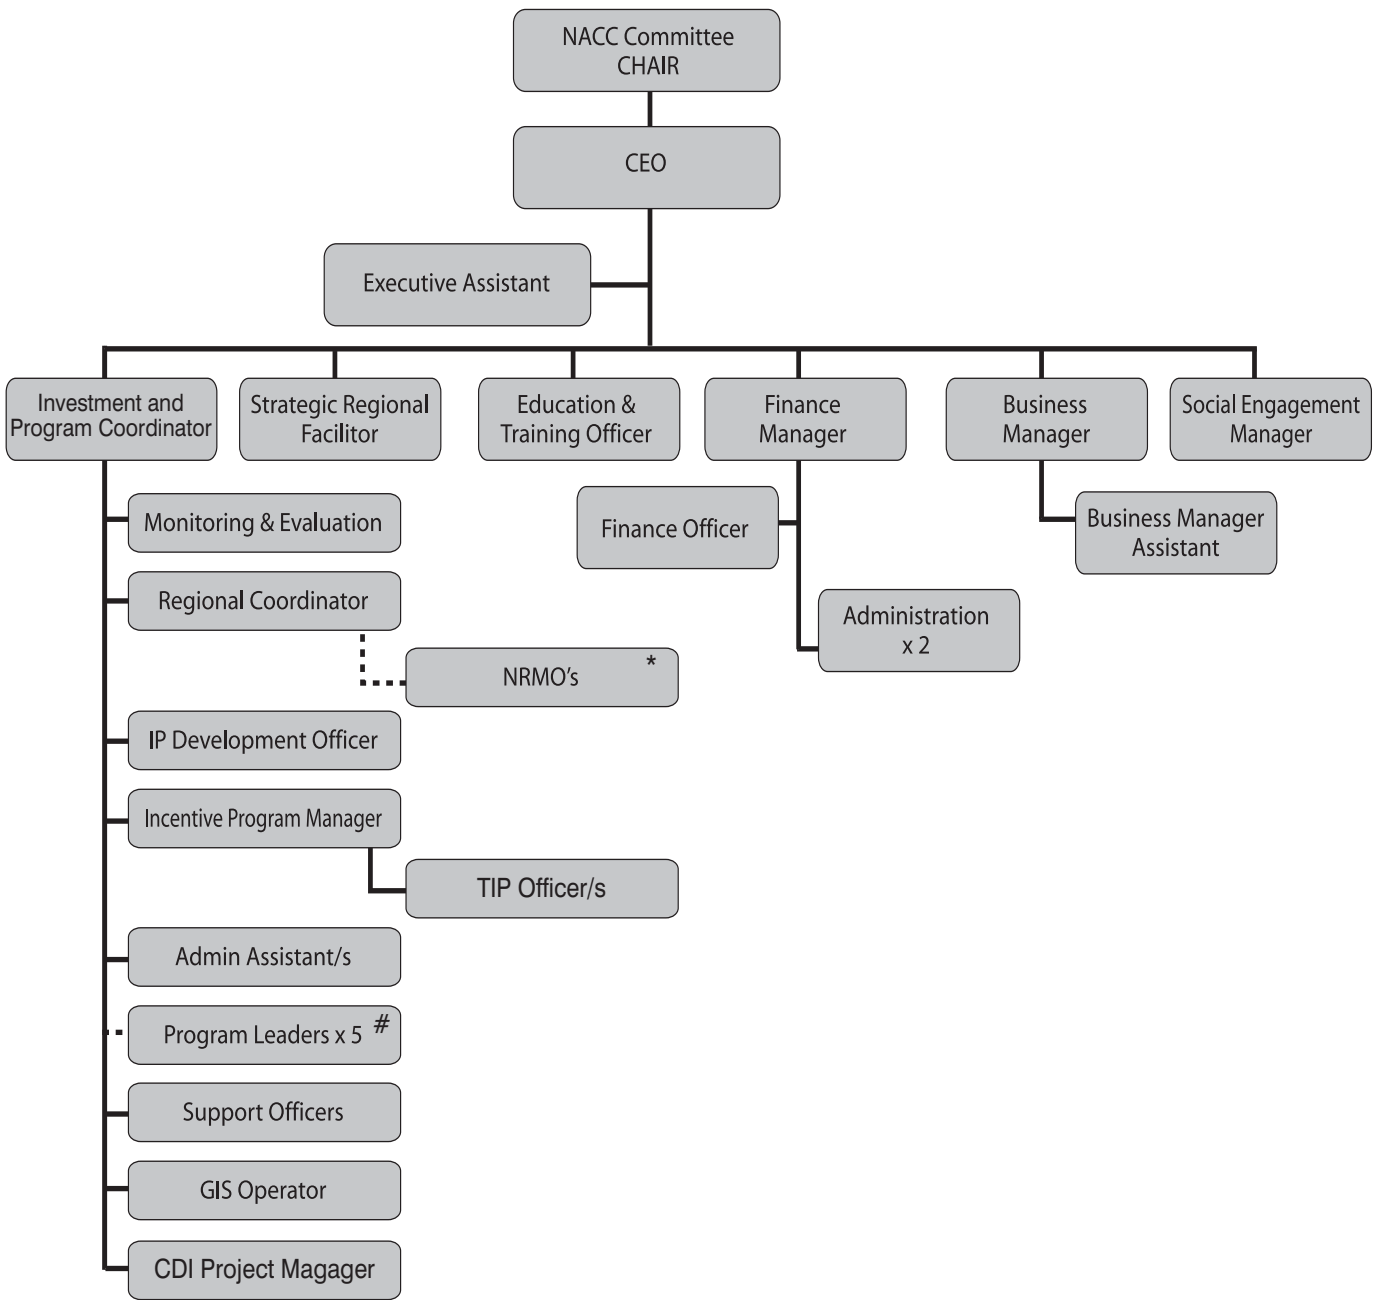 NACC Committee
CHAIR
CEO
Executive Assistant
Investment and
Program Coordinator
Strategic Regional
Facilitor
Education &
Training Officer
Finance
Manager
Business
Manager
Social Engagement
Manager
Monitoring & Evaluation
Finance Officer
Business Manager
Assistant
Regional Coordinator
Administration
x 2
NRMO's *
IP Development Officer
Incentive Program Manager
TIP Officer/s
Admin Assistant/s
Program Leaders x 5 #
Support Officers
GIS Operator
CDI Project Magager